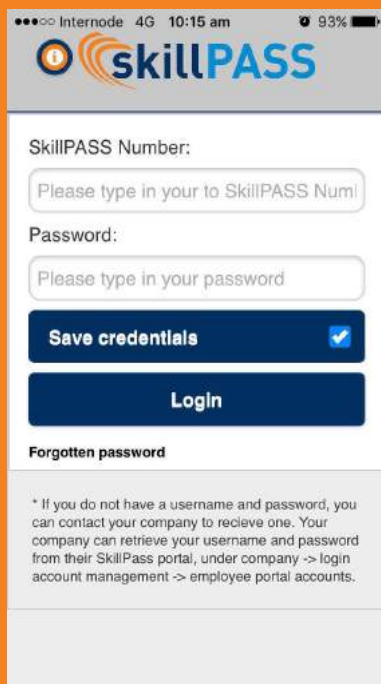 Internode 4G 10:15 am 93%
i skillPASS
SkillPASS Number:
Please type in your to SkillPASS Num
Password:
Please type in your password
Save credentials
Login
Forgotten password
* If you do not have a username and password, you
can contact your company to recieve one. Your
company can retrieve your username and password
from their SkillPass portal, under company -> login
account management -> employee portal accounts.